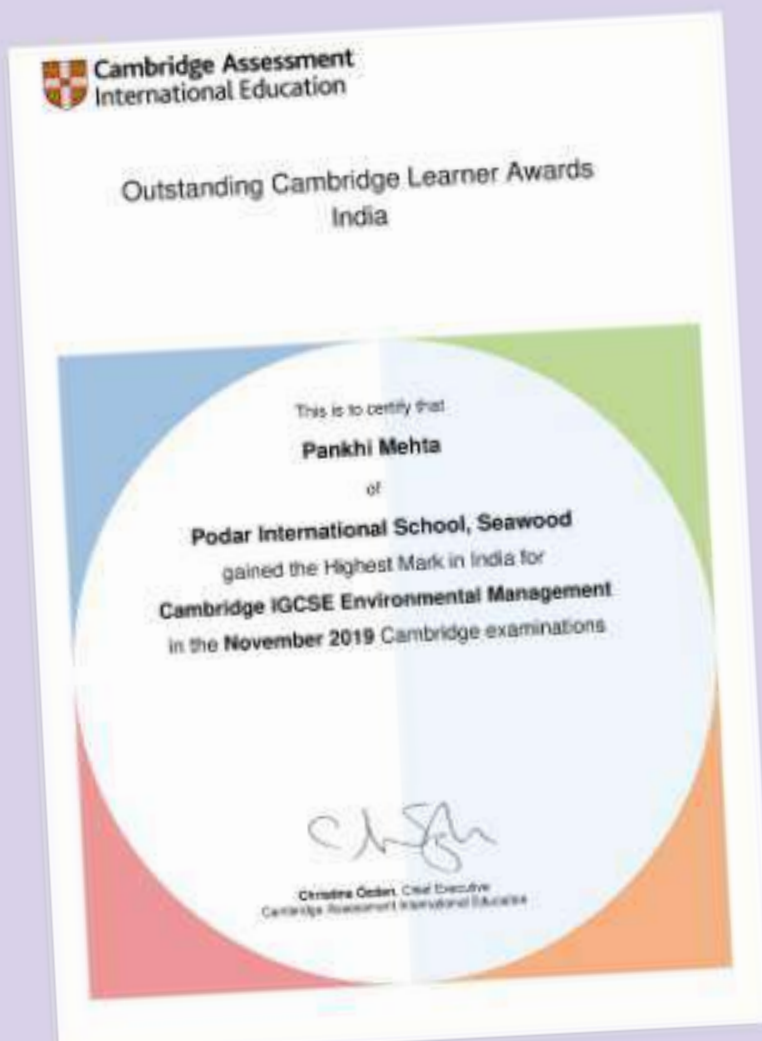 Cambridge Assessment
International Education
Outstanding Cambridge Learner Awards
India
This is to certify that
Pankhi Mehta
of
Podar International School, Seawood
gained the Highest Mark in India for
Cambridge IGCSE Environmental Management
in the November 2019 Cambridge examinations
Christine Özden, Chief Executive
Cambridge Assessment International Education